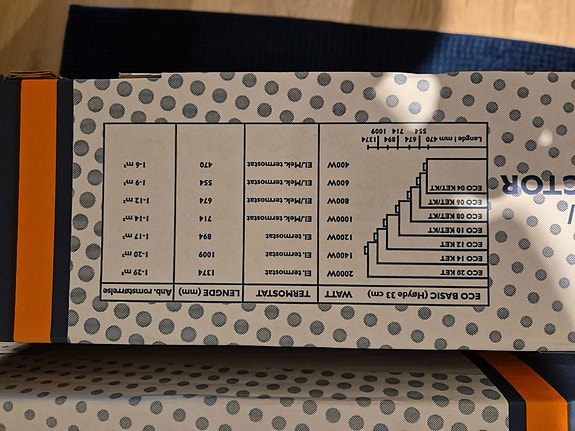 ECO BASIC (Høyde 33 cm) WATT TERMOSTAT LENGDE (mm) Anb. romstørrelse
ECO 20 KET 2000W El. termostat 1374 1-29 m²
ECO 14 KET 1400W El. termostat 1009 1-20 m²
ECO 12 KET 1200W El. termostat 894 1-17 m²
ECO 10 KET/KT 1000W El./Mek.termostat 714 1-14 m²
ECO 08 KET/KT 800W El./Mek.termostat 674 1-12 m²
ECO 06 KET/KT 600W El./Mek.termostat 554 1-9 m²
ECO 04 KET/KT 400W El./Mek.termostat 470 1-6 m²
Lengde i mm 470 554 674 714 894 1009 1374
CTOR